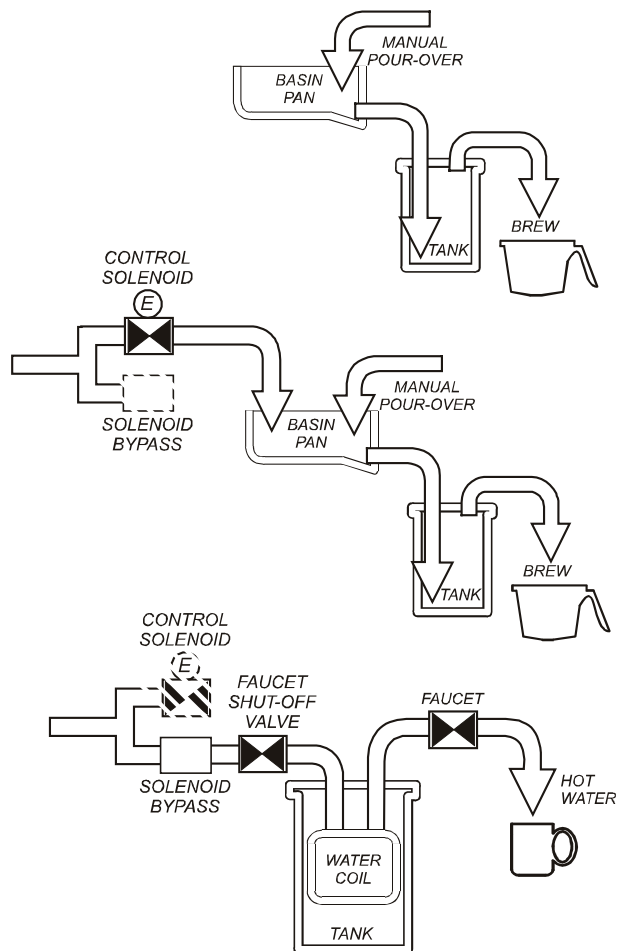 MANUAL
POUR-OVER
BASIN
PAN
TANK
BREW
CONTROL
SOLENOID
E
SOLENOID
BYPASS
MANUAL
POUR-OVER
BASIN
PAN
TANK
BREW
CONTROL
SOLENOID
E
FAUCET
SHUT-OFF
VALVE
FAUCET
SOLENOID
BYPASS
HOT
WATER
WATER
COIL
TANK